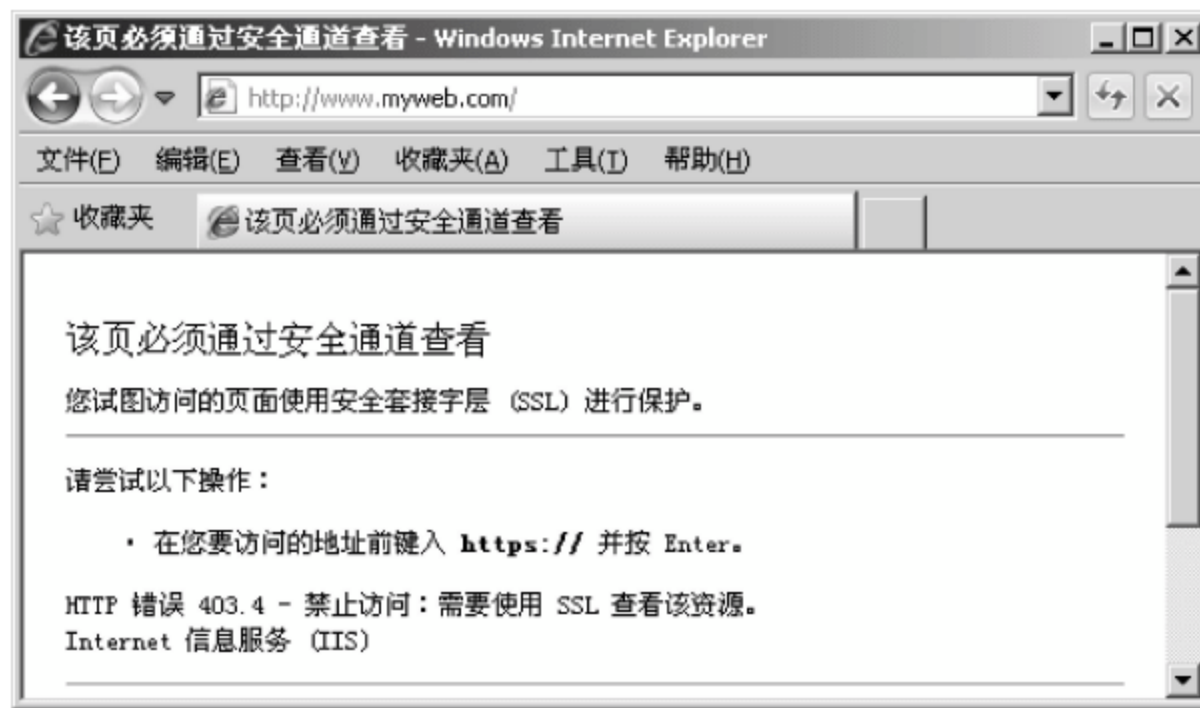 该页必须通过安全通道查看 - Windows Internet Explorer
http://www.myweb.com/
文件(F) 编辑(E) 查看(V) 收藏夹(A) 工具(T) 帮助(H)
收藏夹 该页必须通过安全通道查看
该页必须通过安全通道查看
您试图访问的页面使用安全套接字层 (SSL) 进行保护。
请尝试以下操作：
· 在您要访问的地址前键入 https:// 并按 Enter。
HTTP 错误 403.4 - 禁止访问：需要使用 SSL 查看该资源。
Internet 信息服务 (IIS)